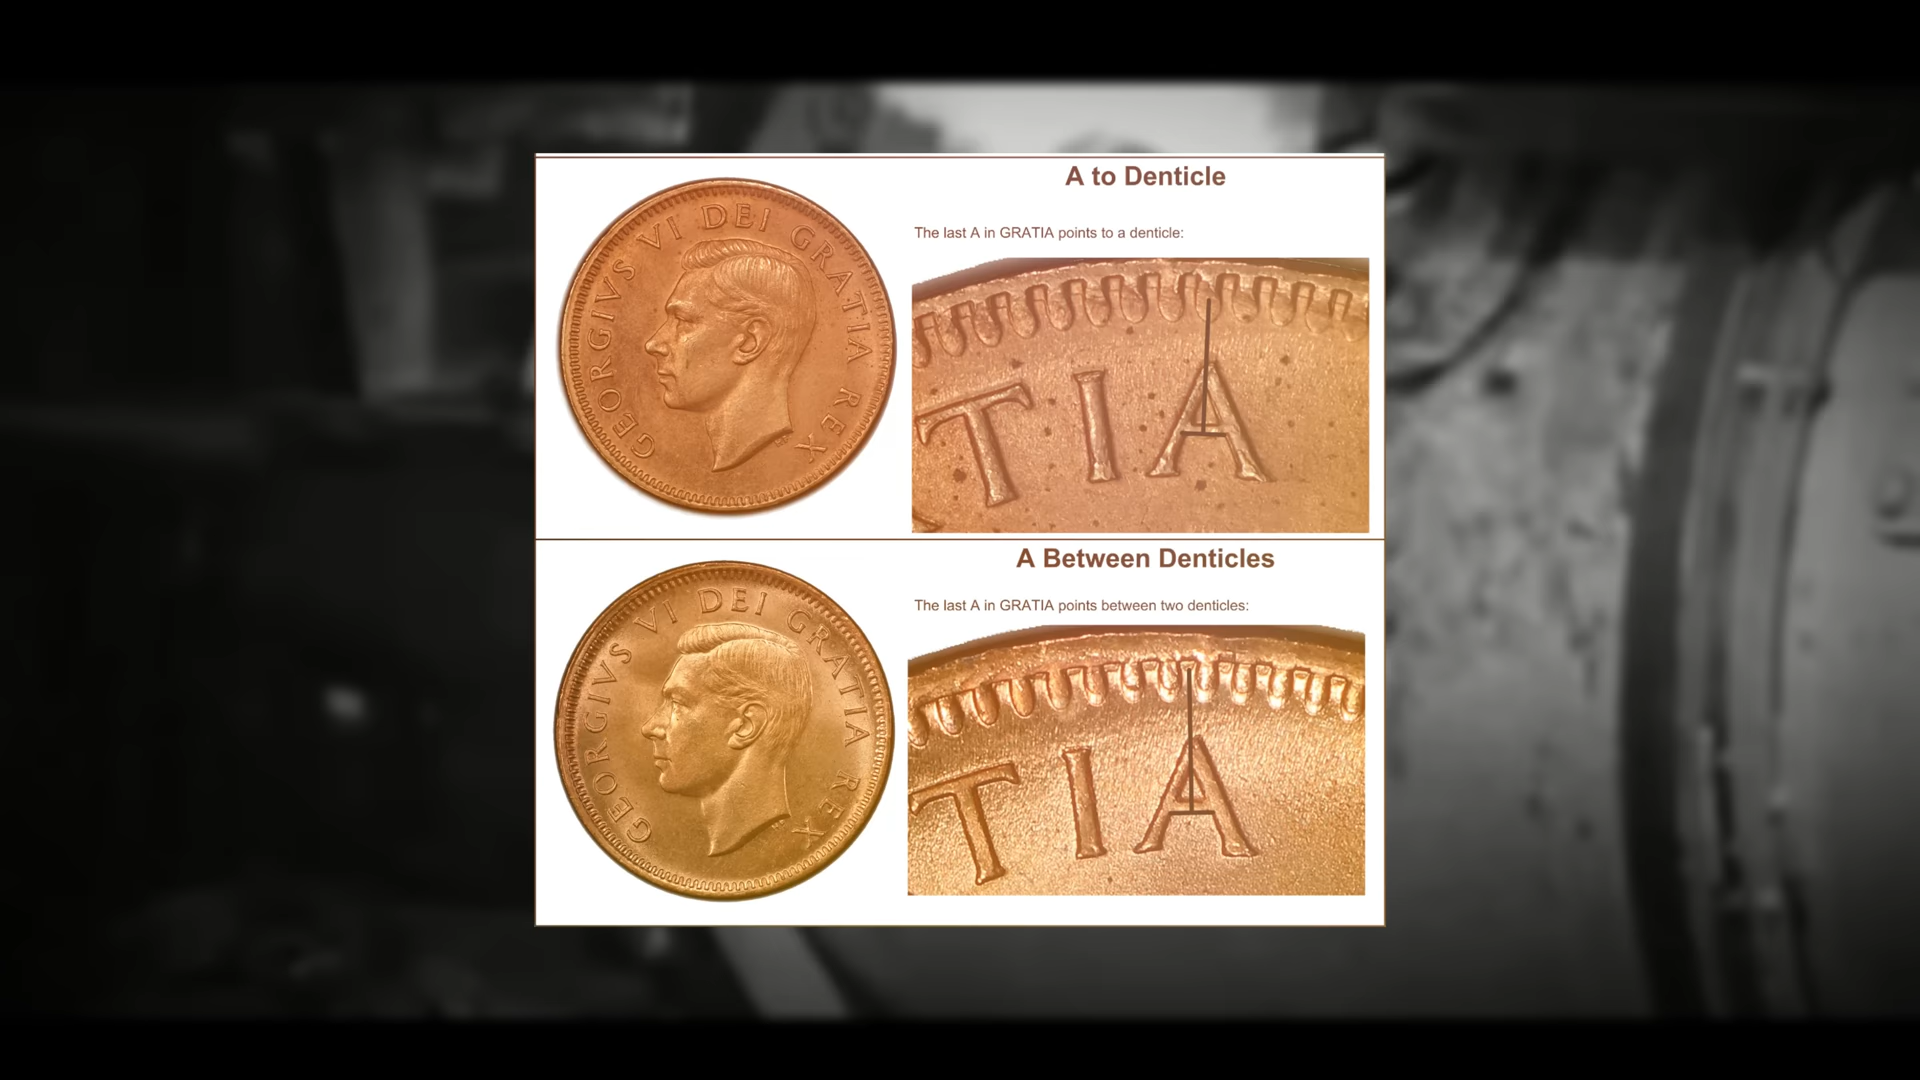 A to Denticle
The last A in GRATIA points to a denticle:
GEORGIVS VI DEI GRATIA REX
TIA
A Between Denticles
The last A in GRATIA points between two denticles:
GEORGIVS VI DEI GRATIA REX
TIA